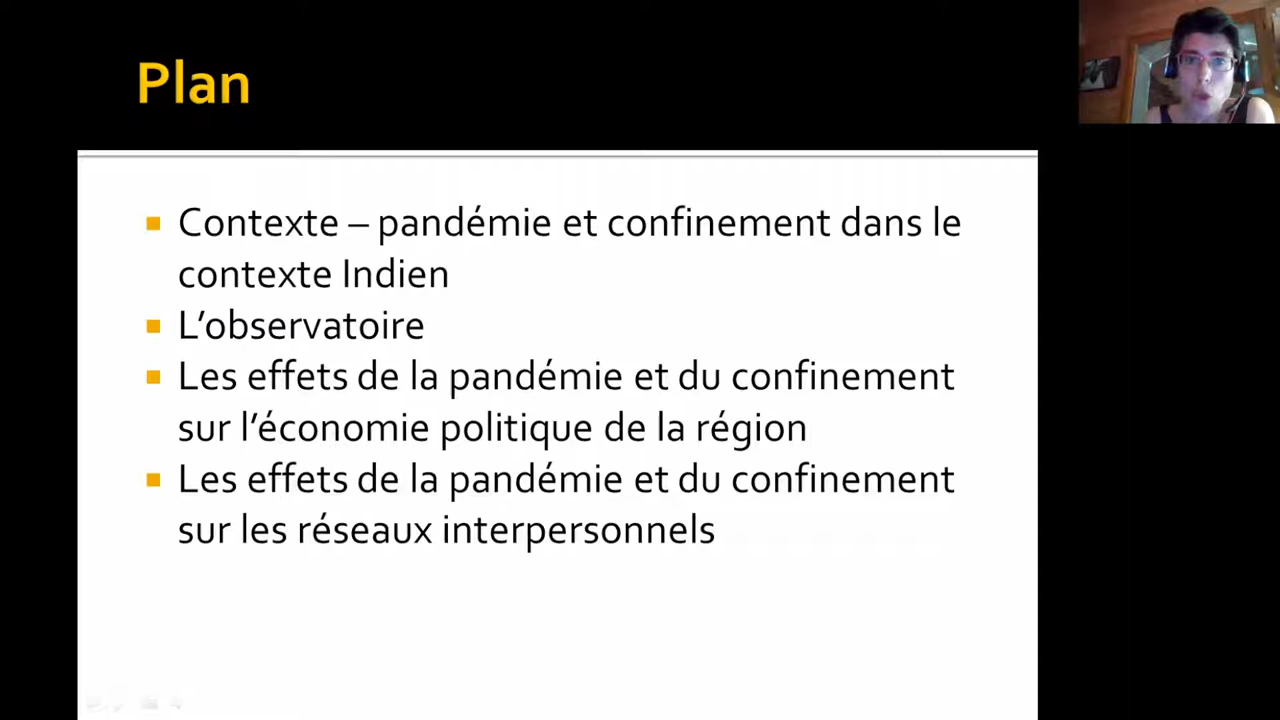 Plan
Contexte – pandémie et confinement dans le
contexte Indien
L’observatoire
Les effets de la pandémie et du confinement
sur l’économie politique de la région
Les effets de la pandémie et du confinement
sur les réseaux interpersonnels